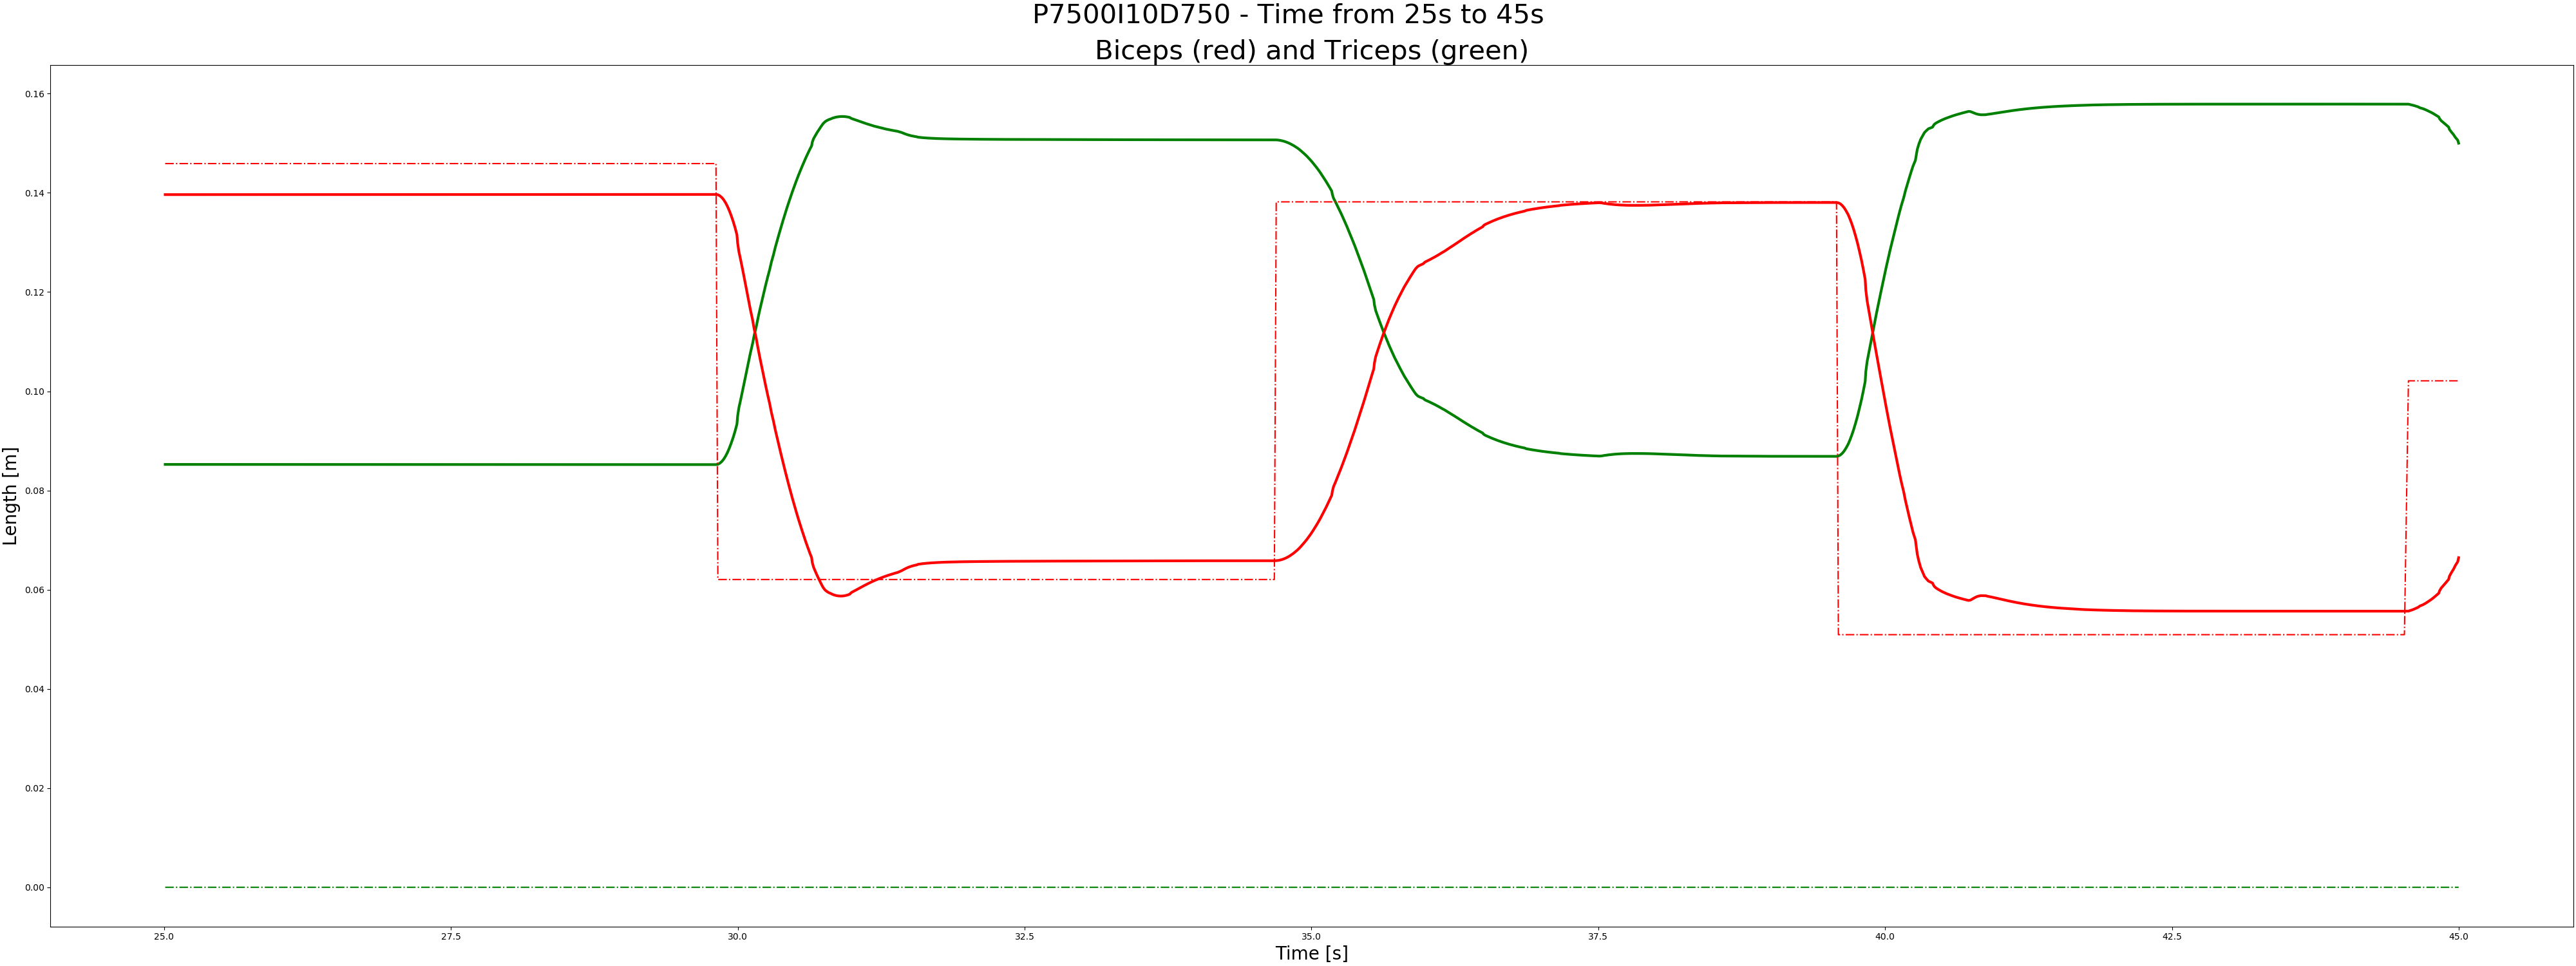 P7500I10D750 - Time from 25s to 45s
Biceps (red) and Triceps (green)
0.16
0.14
0.12
0.10
0.08
0.06
0.04
0.02
0.00
Length [m]
25.0 27.5 30.0 32.5 35.0 37.5 40.0 42.5 45.0
Time [s]